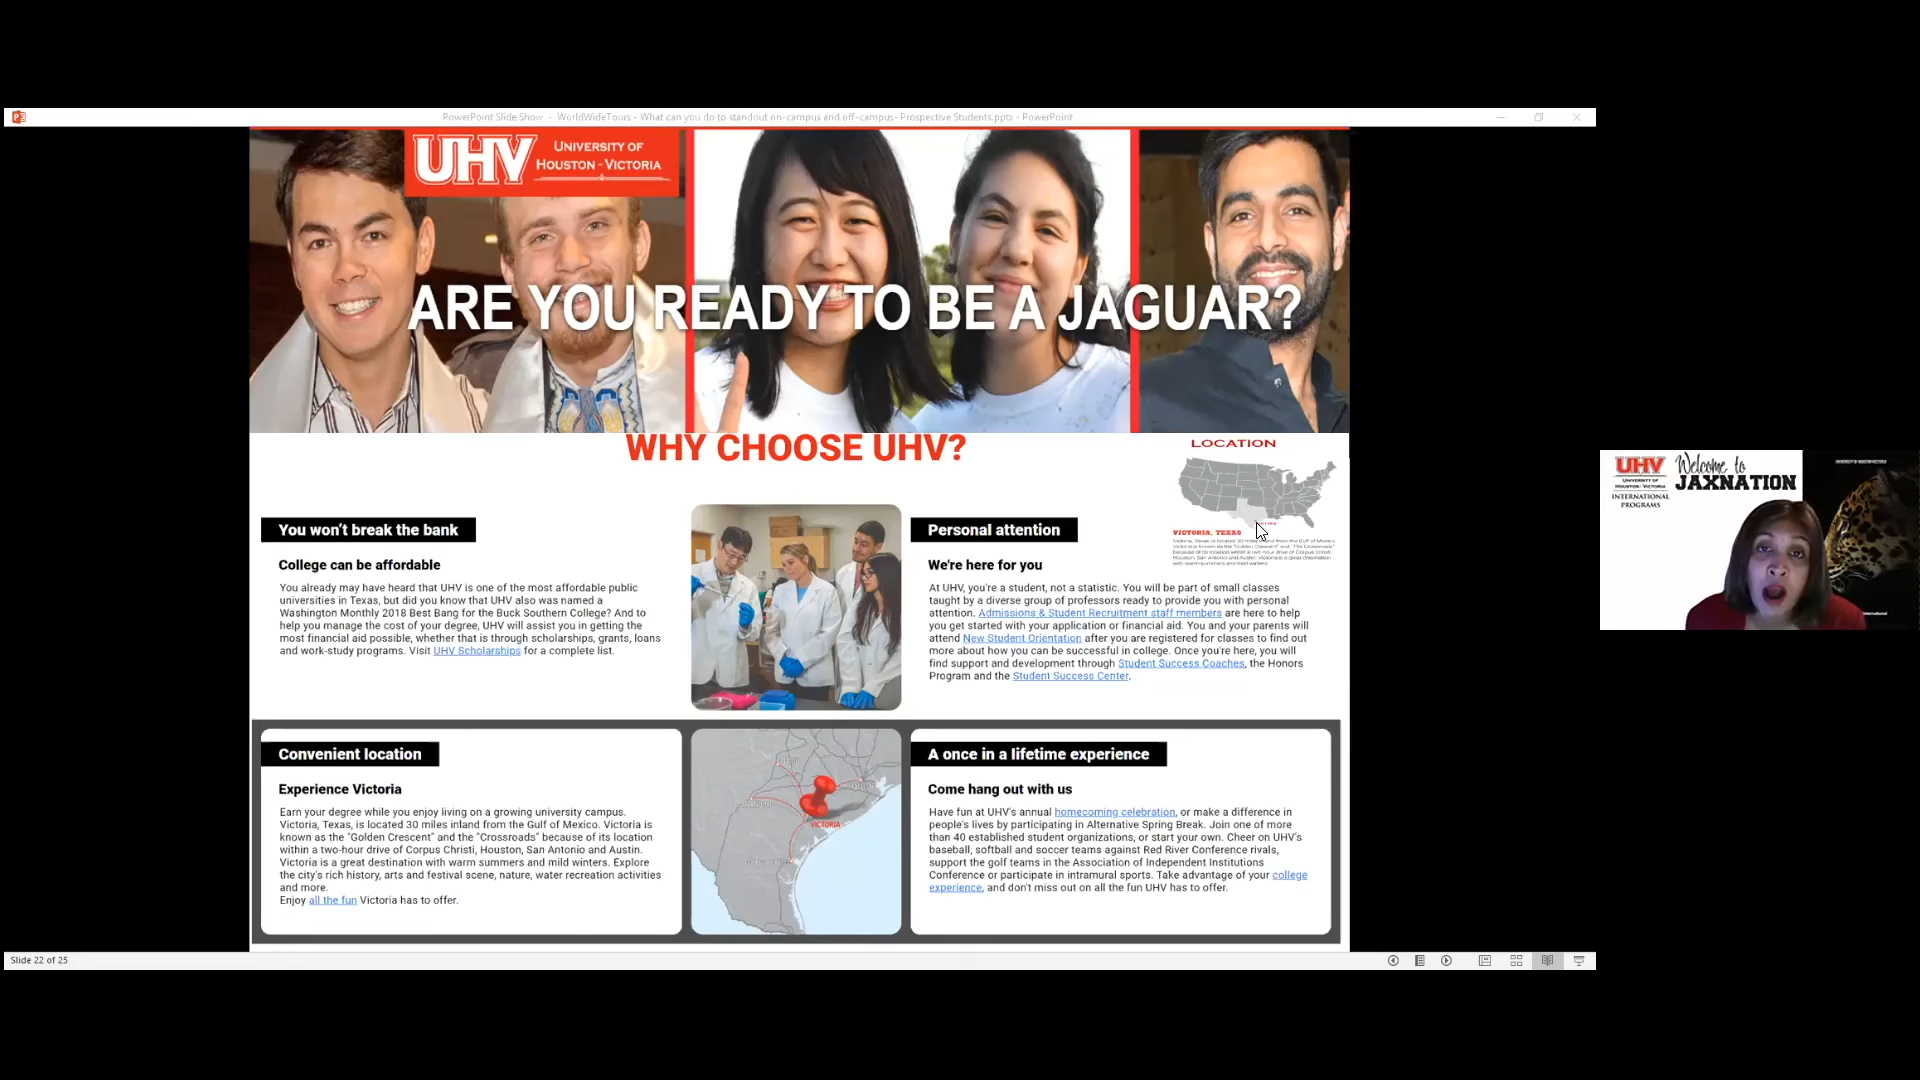 PowerPoint Slide Show - WorldWideTours - What can you do to standout on-campus and off-campus- Prospective Students.pptx - PowerPoint
UHV
UNIVERSITY OF
HOUSTON - VICTORIA
ARE YOU READY TO BE A JAGUAR?
WHY CHOOSE UHV?
LOCATION
VICTORIA, TEXAS
Victoria, Texas, is located 30 miles inland from the Gulf of Mexico.
You won't break the bank
College can be affordable
You already may have heard that UHV is one of the most affordable public
universities in Texas, but did you know that UHV also was named a
Washington Monthly 2018 Best Bang for the Buck Southern College? And to
help you manage the cost of your degree, UHV will assist you in getting the
most financial aid possible, whether that is through scholarships, grants, loans
and work-study programs. Visit UHV Scholarships for a complete list.
Personal attention
We're here for you
At UHV, you're a student, not a statistic. You will be part of small classes
taught by a diverse group of professors ready to provide you with personal
attention. Admissions & Student Recruitment staff members are here to help
you get started with your application or financial aid. You and your parents will
attend New Student Orientation after you are registered for classes to find out
more about how you can be successful in college. Once you're here, you will
find support and development through Student Success Coaches, the Honors
Program and the Student Success Center.
Convenient location
Experience Victoria
Earn your degree while you enjoy living on a growing university campus.
Victoria, Texas, is located 30 miles inland from the Gulf of Mexico. Victoria is
known as the "Golden Crescent" and the "Crossroads" because of its location
within a two-hour drive of Corpus Christi, Houston, San Antonio and Austin.
Victoria is a great destination with warm summers and mild winters. Explore
the city's rich history, arts and festival scene, nature, water recreation activities
and more.
Enjoy all the fun Victoria has to offer.
VICTORIA
A once in a lifetime experience
Come hang out with us
Have fun at UHV's annual homecoming celebration, or make a difference in
people's lives by participating in Alternative Spring Break. Join one of more
than 40 established student organizations, or start your own. Cheer on UHV's
baseball, softball and soccer teams against Red River Conference rivals,
support the golf teams in the Association of Independent Institutions
Conference or participate in intramural sports. Take advantage of your college
experience, and don't miss out on all the fun UHV has to offer.
Slide 22 of 25
UHV
UNIVERSITY OF
HOUSTON-VICTORIA
INTERNATIONAL
PROGRAMS
Welcome to
JAXNATION